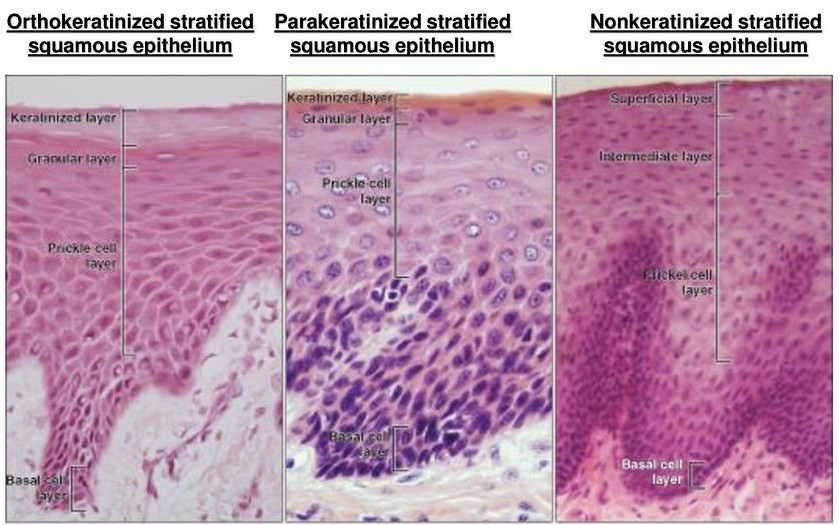 Orthokeratinized stratified
squamous epithelium
Parakeratinized stratified
squamous epithelium
Nonkeratinized stratified
squamous epithelium
Keratinized layer
Granular layer
Prickle cell
layer
Basal cell
layer
Keratinized layer
Granular layer
Prickle cell
layer
Basal cell
layer
Superficial layer
Intermediate layer
Prickel cell
layer
Basal cell
layer